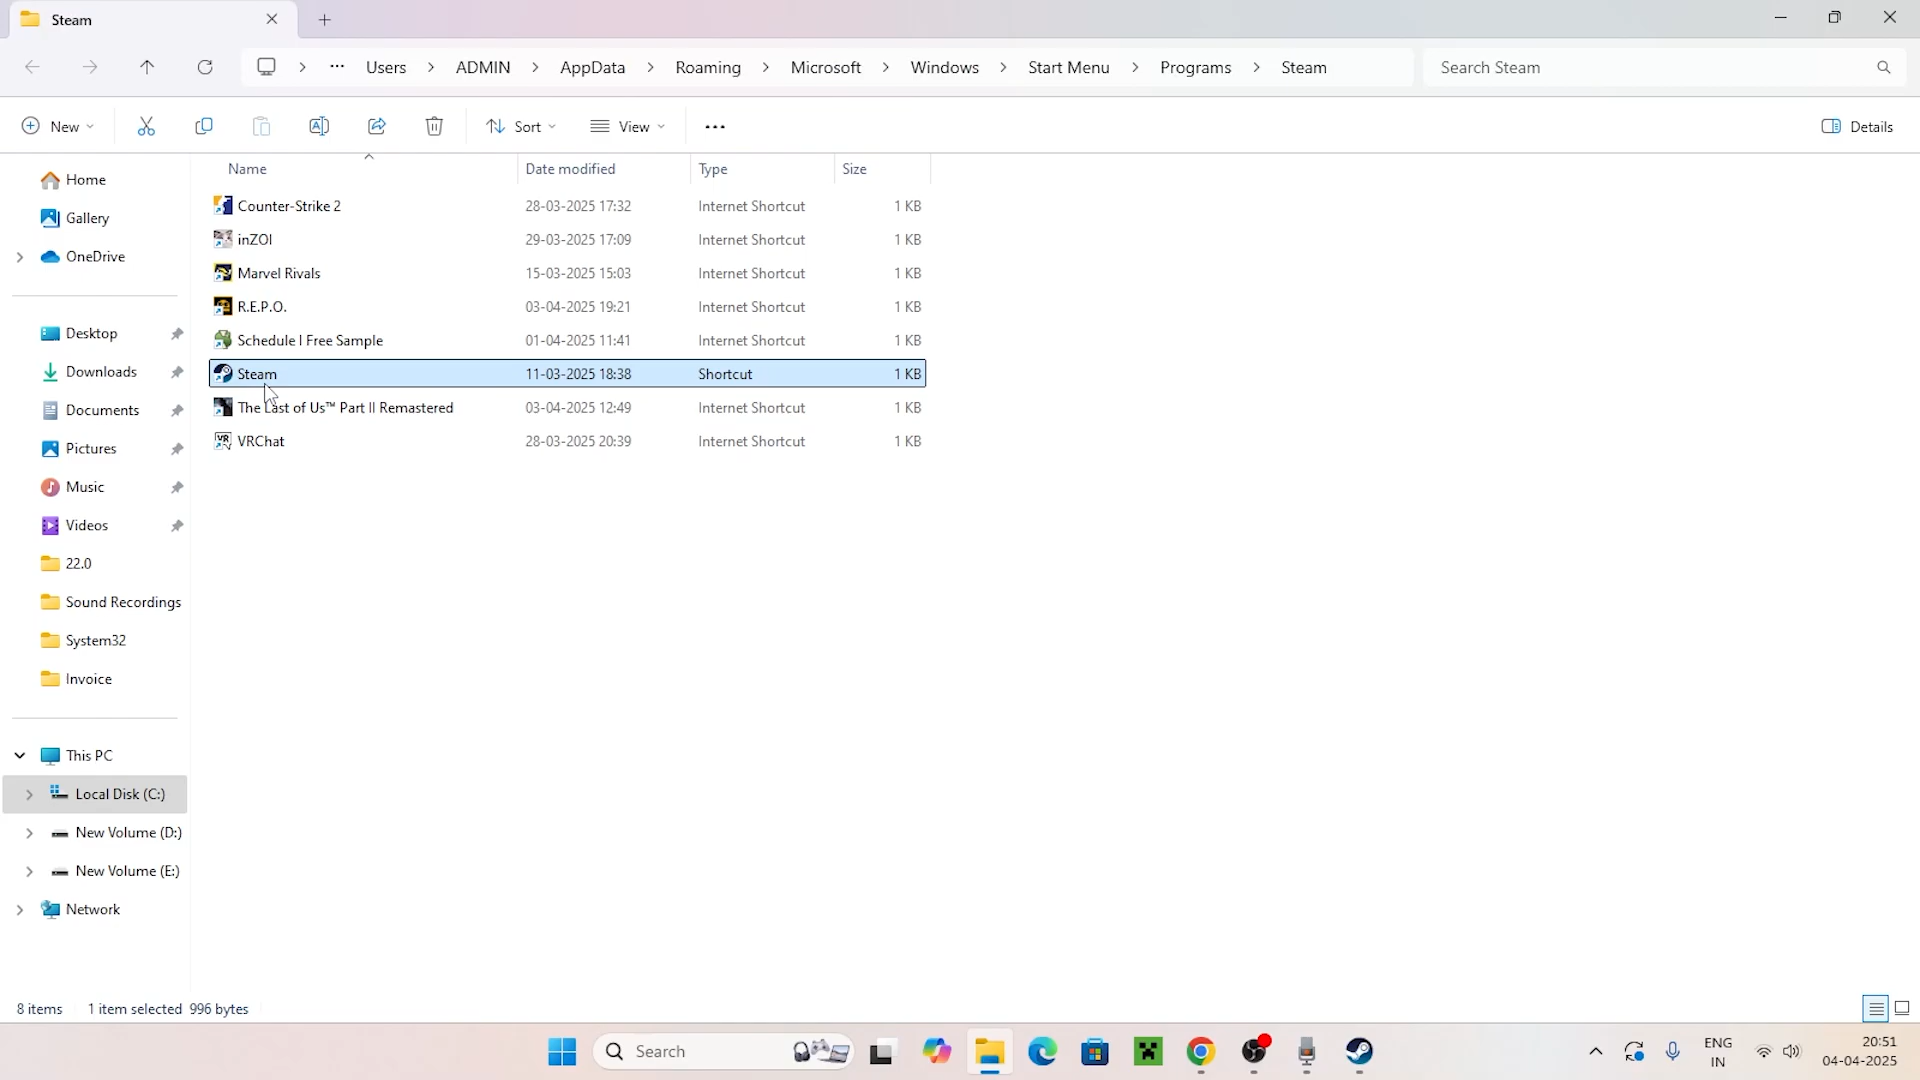 Steam
Users
ADMIN
AppData
Roaming
Microsoft
Windows
Start Menu
Programs
Steam
Search Steam
New
Sort
View
Details
Name
Date modified
Type
Size
Home
Gallery
OneDrive
Desktop
Downloads
Documents
Pictures
Music
Videos
22.0
Sound Recordings
System32
Invoice
This PC
Local Disk (C:)
New Volume (D:)
New Volume (E:)
Network
Counter-Strike 2 28-03-2025 17:32 Internet Shortcut 1 KB
inZOI 29-03-2025 17:09 Internet Shortcut 1 KB
Marvel Rivals 15-03-2025 15:03 Internet Shortcut 1 KB
R.E.P.O. 03-04-2025 19:21 Internet Shortcut 1 KB
Schedule I Free Sample 01-04-2025 11:41 Internet Shortcut 1 KB
Steam 11-03-2025 18:38 Shortcut 1 KB
The Last of Us™ Part II Remastered 03-04-2025 12:49 Internet Shortcut 1 KB
VRChat 28-03-2025 20:39 Internet Shortcut 1 KB
8 items 1 item selected 996 bytes
Search
ENG
IN
20:51
04-04-2025